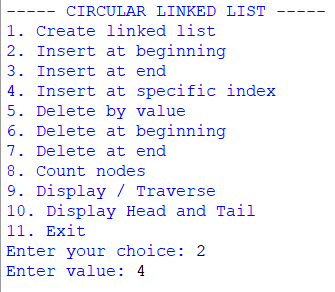 ----- CIRCULAR LINKED LIST -----
1. Create linked list
2. Insert at beginning
3. Insert at end
4. Insert at specific index
5. Delete by value
6. Delete at beginning
7. Delete at end
8. Count nodes
9. Display / Traverse
10. Display Head and Tail
11. Exit
Enter your choice: 2
Enter value: 4